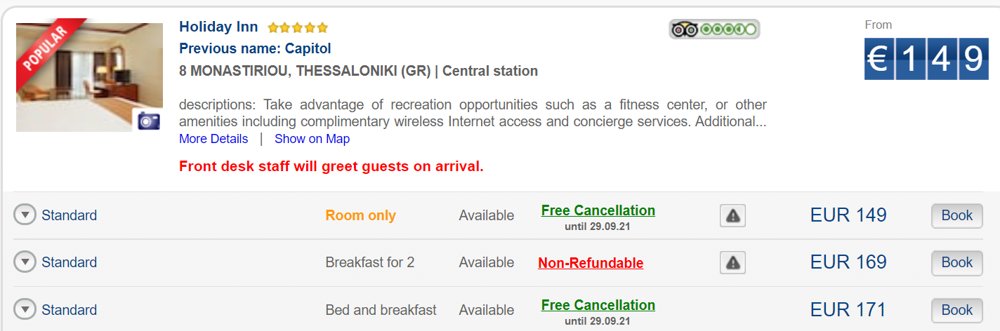 POPULAR
Holiday Inn
Previous name: Capitol
8 MONASTIRIOU, THESSALONIKI (GR) | Central station
From
€149
descriptions: Take advantage of recreation opportunities such as a fitness center, or other
amenities including complimentary wireless Internet access and concierge services. Additional...
More Details | Show on Map
Front desk staff will greet guests on arrival.
Standard Room only Available Free Cancellation EUR 149 Book
until 29.09.21
Standard Breakfast for 2 Available Non-Refundable EUR 169 Book
Standard Bed and breakfast Available Free Cancellation EUR 171 Book
until 29.09.21